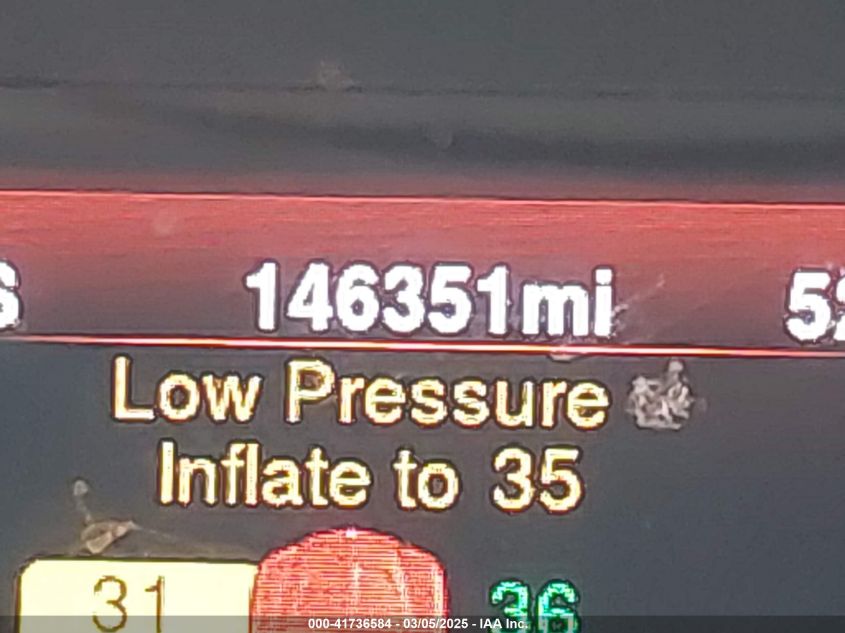 146351mi
Low Pressure
Inflate to 35
31 36
000-41736584 - 03/05/2025 - IAA Inc.